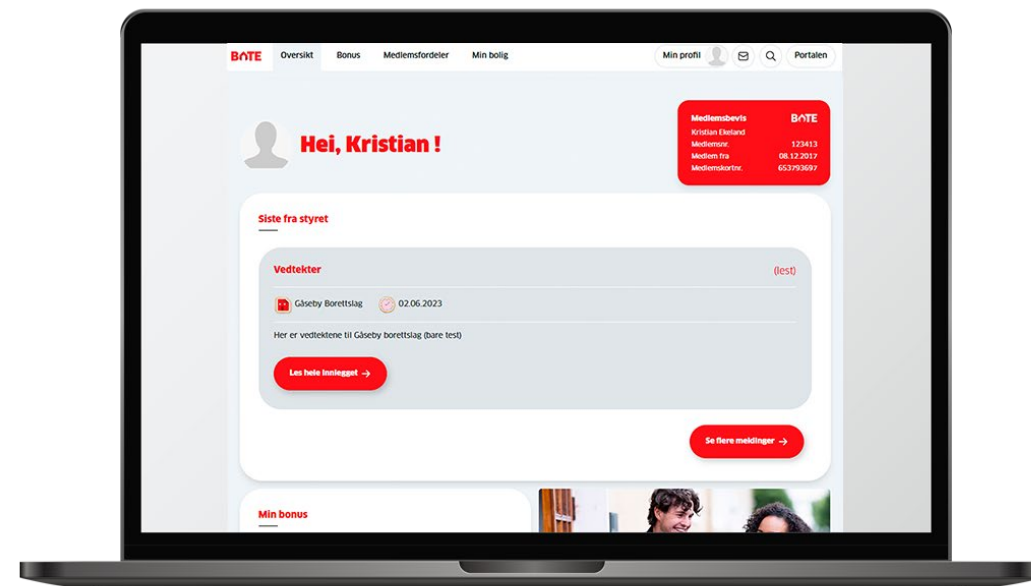 BATE Oversikt Bonus Medlemsfordeler Min bolig Min profil Portalen
Hei, Kristian !
Medlemsbevis BATE
Kristian Ekeland
Medlemsnr. 123413
Medlem fra 08.12.2017
Medlemskortnr. 653793697
Siste fra styret
Vedtekter (lest)
Gåseby Borettslag 02.06.2023
Her er vedtektene til Gåseby borettslag (bare test)
Les hele innlegget →
Se flere meldinger →
Min bonus